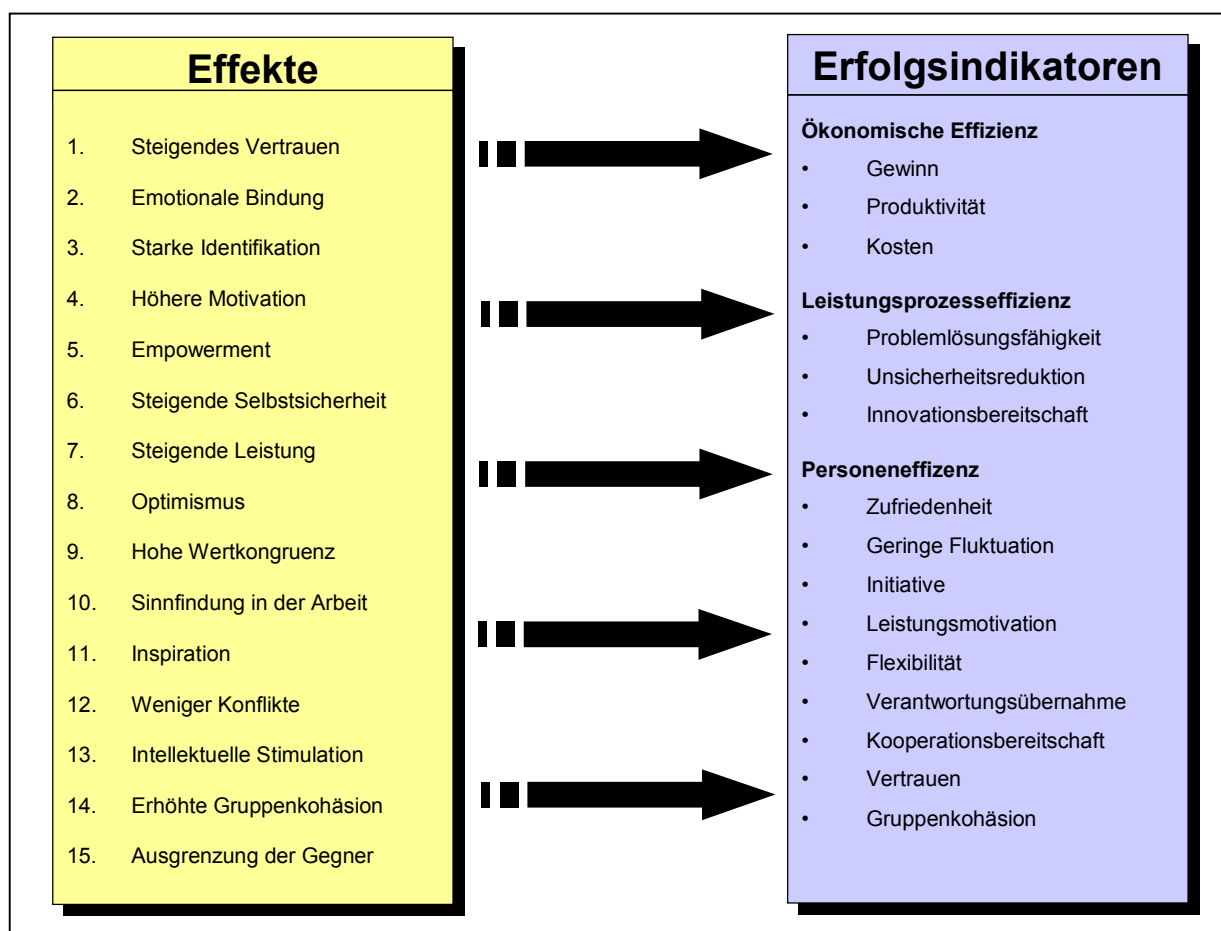 Effekte
1. Steigendes Vertrauen
2. Emotionale Bindung
3. Starke Identifikation
4. Höhere Motivation
5. Empowerment
6. Steigende Selbstsicherheit
7. Steigende Leistung
8. Optimismus
9. Hohe Wertkongruenz
10. Sinnfindung in der Arbeit
11. Inspiration
12. Weniger Konflikte
13. Intellektuelle Stimulation
14. Erhöhte Gruppenkohäsion
15. Ausgrenzung der Gegner
Erfolgsindikatoren
Ökonomische Effizienz
• Gewinn
• Produktivität
• Kosten
Leistungsprozesseffizienz
• Problemlösungsfähigkeit
• Unsicherheitsreduktion
• Innovationsbereitschaft
Personeneffizenz
• Zufriedenheit
• Geringe Fluktuation
• Initiative
• Leistungsmotivation
• Flexibilität
• Verantwortungsübernahme
• Kooperationsbereitschaft
• Vertrauen
• Gruppenkohäsion